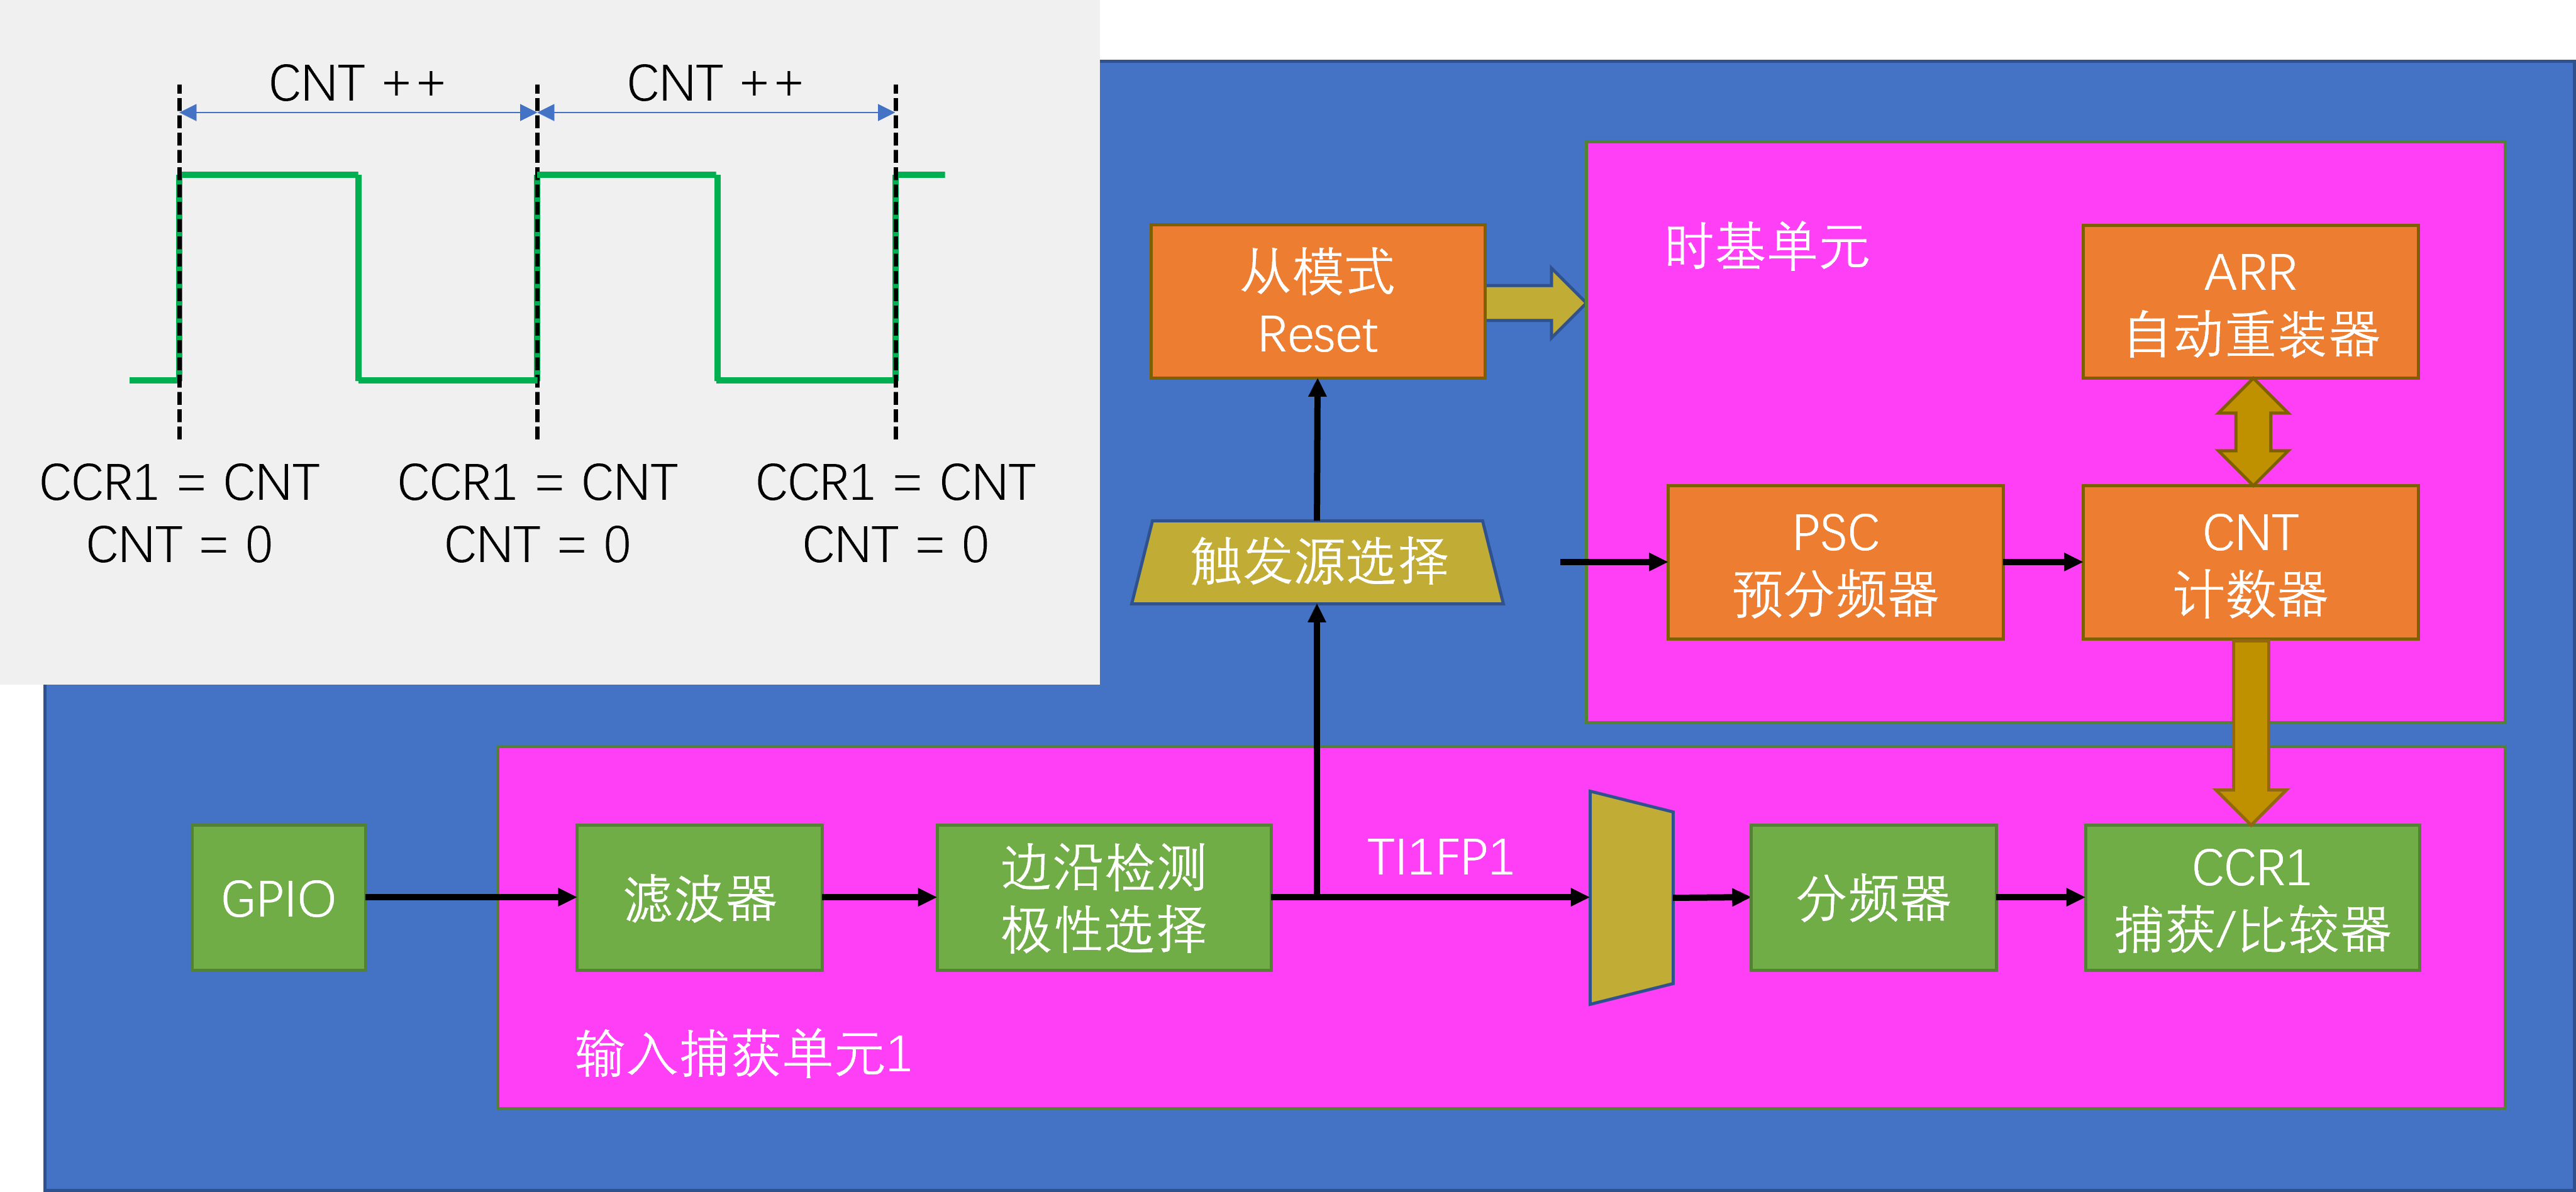 CNT ++
CNT ++
CCR1 = CNT
CNT = 0
CCR1 = CNT
CNT = 0
CCR1 = CNT
CNT = 0
从模式
Reset
时基单元
ARR
自动重装器
触发源选择
PSC
预分频器
CNT
计数器
GPIO
滤波器
边沿检测
极性选择
TI1FP1
分频器
CCR1
捕获/比较器
输入捕获单元1